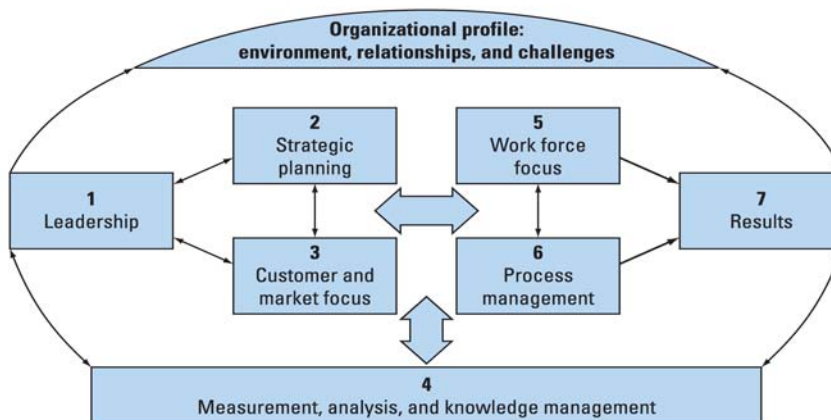 Organizational profile:
environment, relationships, and challenges
2
Strategic
planning
5
Work force
focus
1
Leadership
7
Results
3
Customer and
market focus
6
Process
management
4
Measurement, analysis, and knowledge management